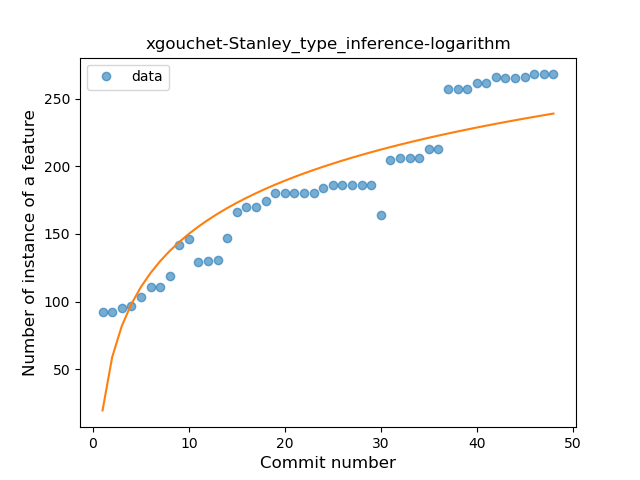 xgouchet-Stanley_type_inference-logarithm
data
Number of instance of a feature
250
200
150
100
50
0
10
20
30
40
50
Commit number